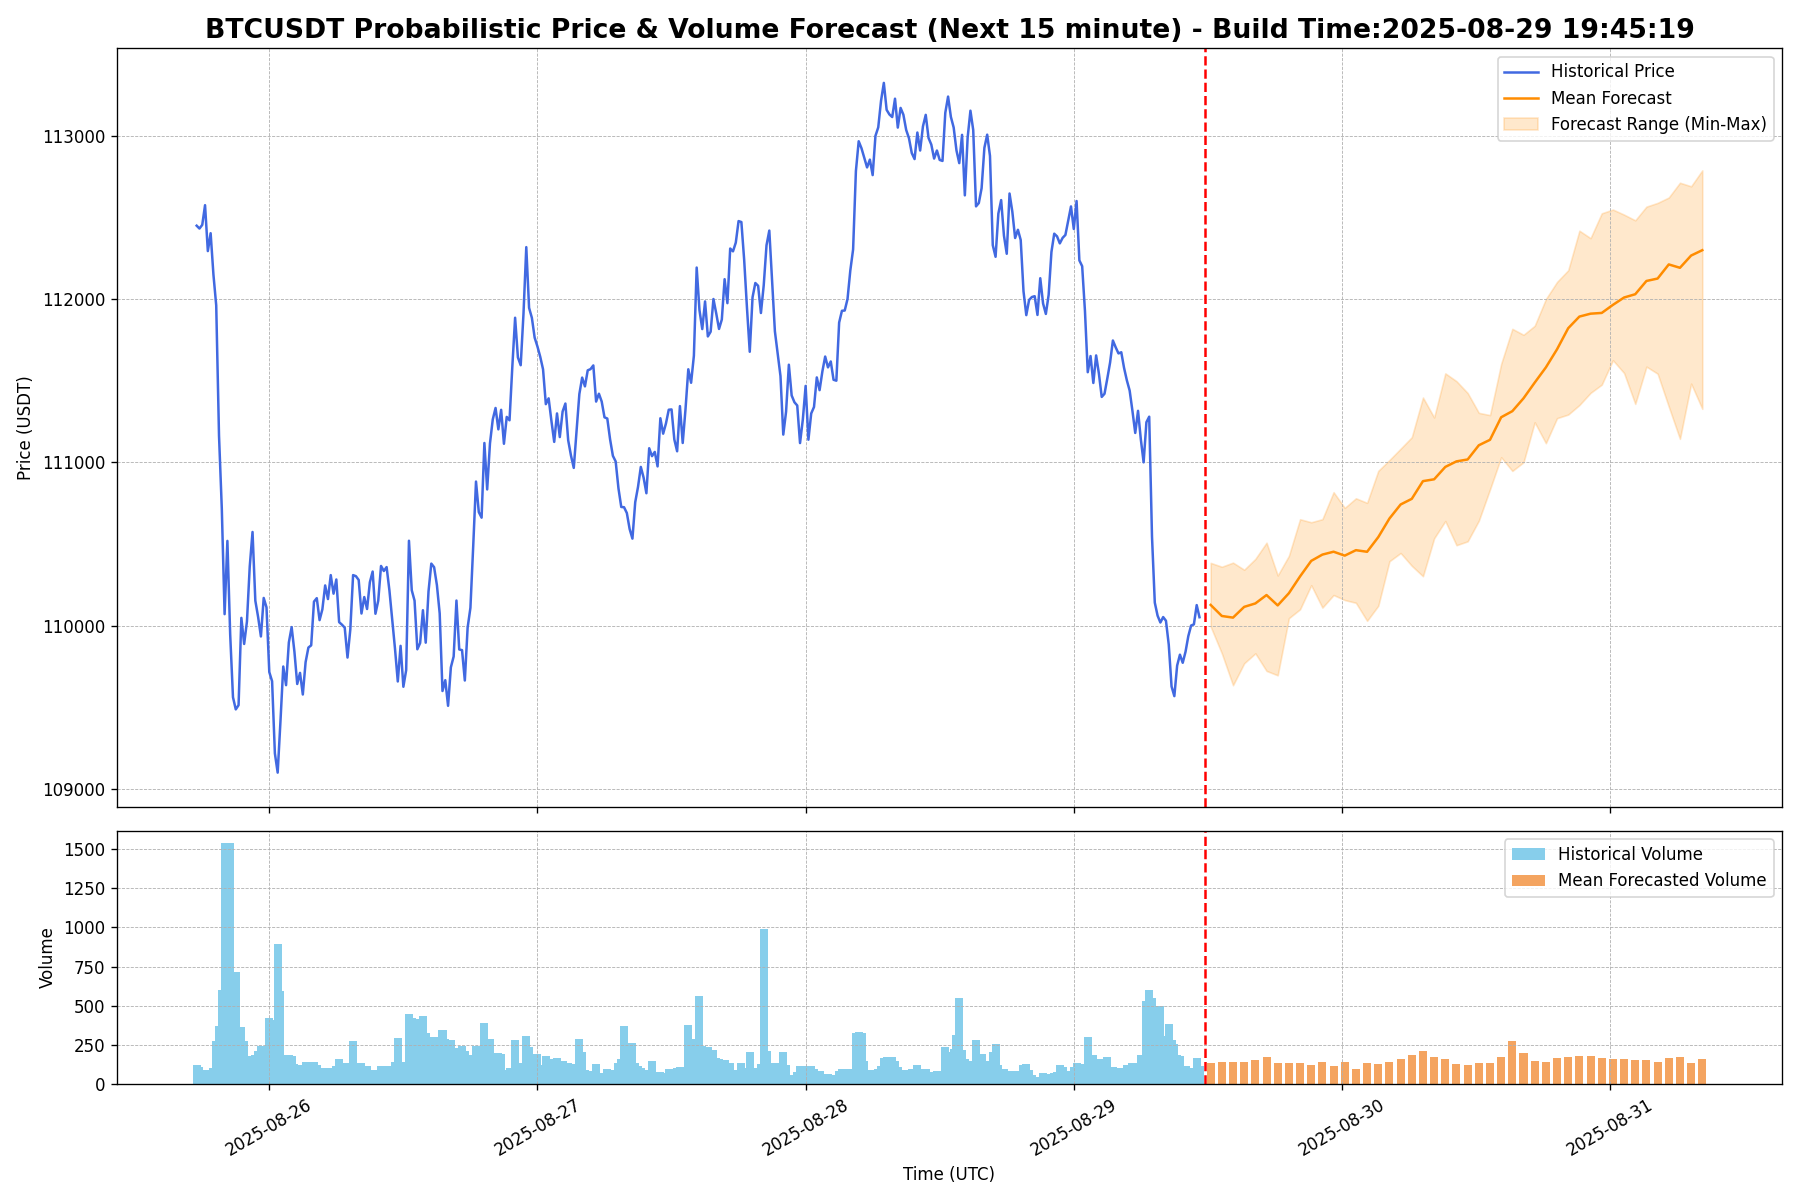 BTCUSDT Probabilistic Price & Volume Forecast (Next 15 minute) - Build Time:2025-08-29 19:45:19
Historical Price
Mean Forecast
Forecast Range (Min-Max)
Price (USDT)
113000
112000
111000
110000
109000
Historical Volume
Mean Forecasted Volume
Volume
1500
1250
1000
750
500
250
0
2025-08-26
2025-08-27
2025-08-28
2025-08-29
2025-08-30
2025-08-31
Time (UTC)